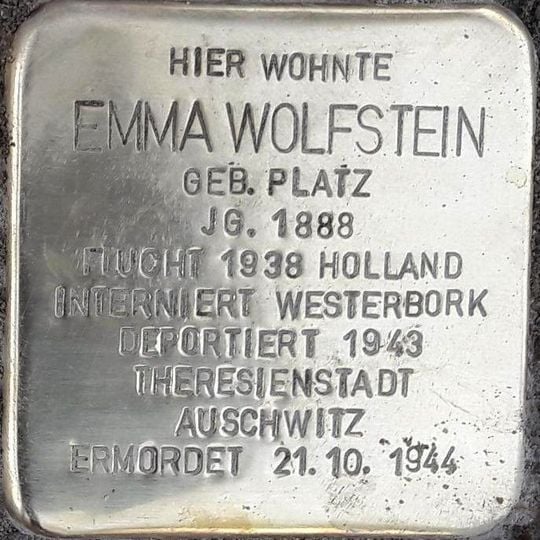 HIER WOHNTE
EMMA WOLFSTEIN
GEB. PLATZ
JG. 1888
FLUCHT 1938 HOLLAND
INTERNIERT WESTERBORK
DEPORTIERT 1943
THERESIENSTADT
AUSCHWITZ
ERMORDET 21.10.1944